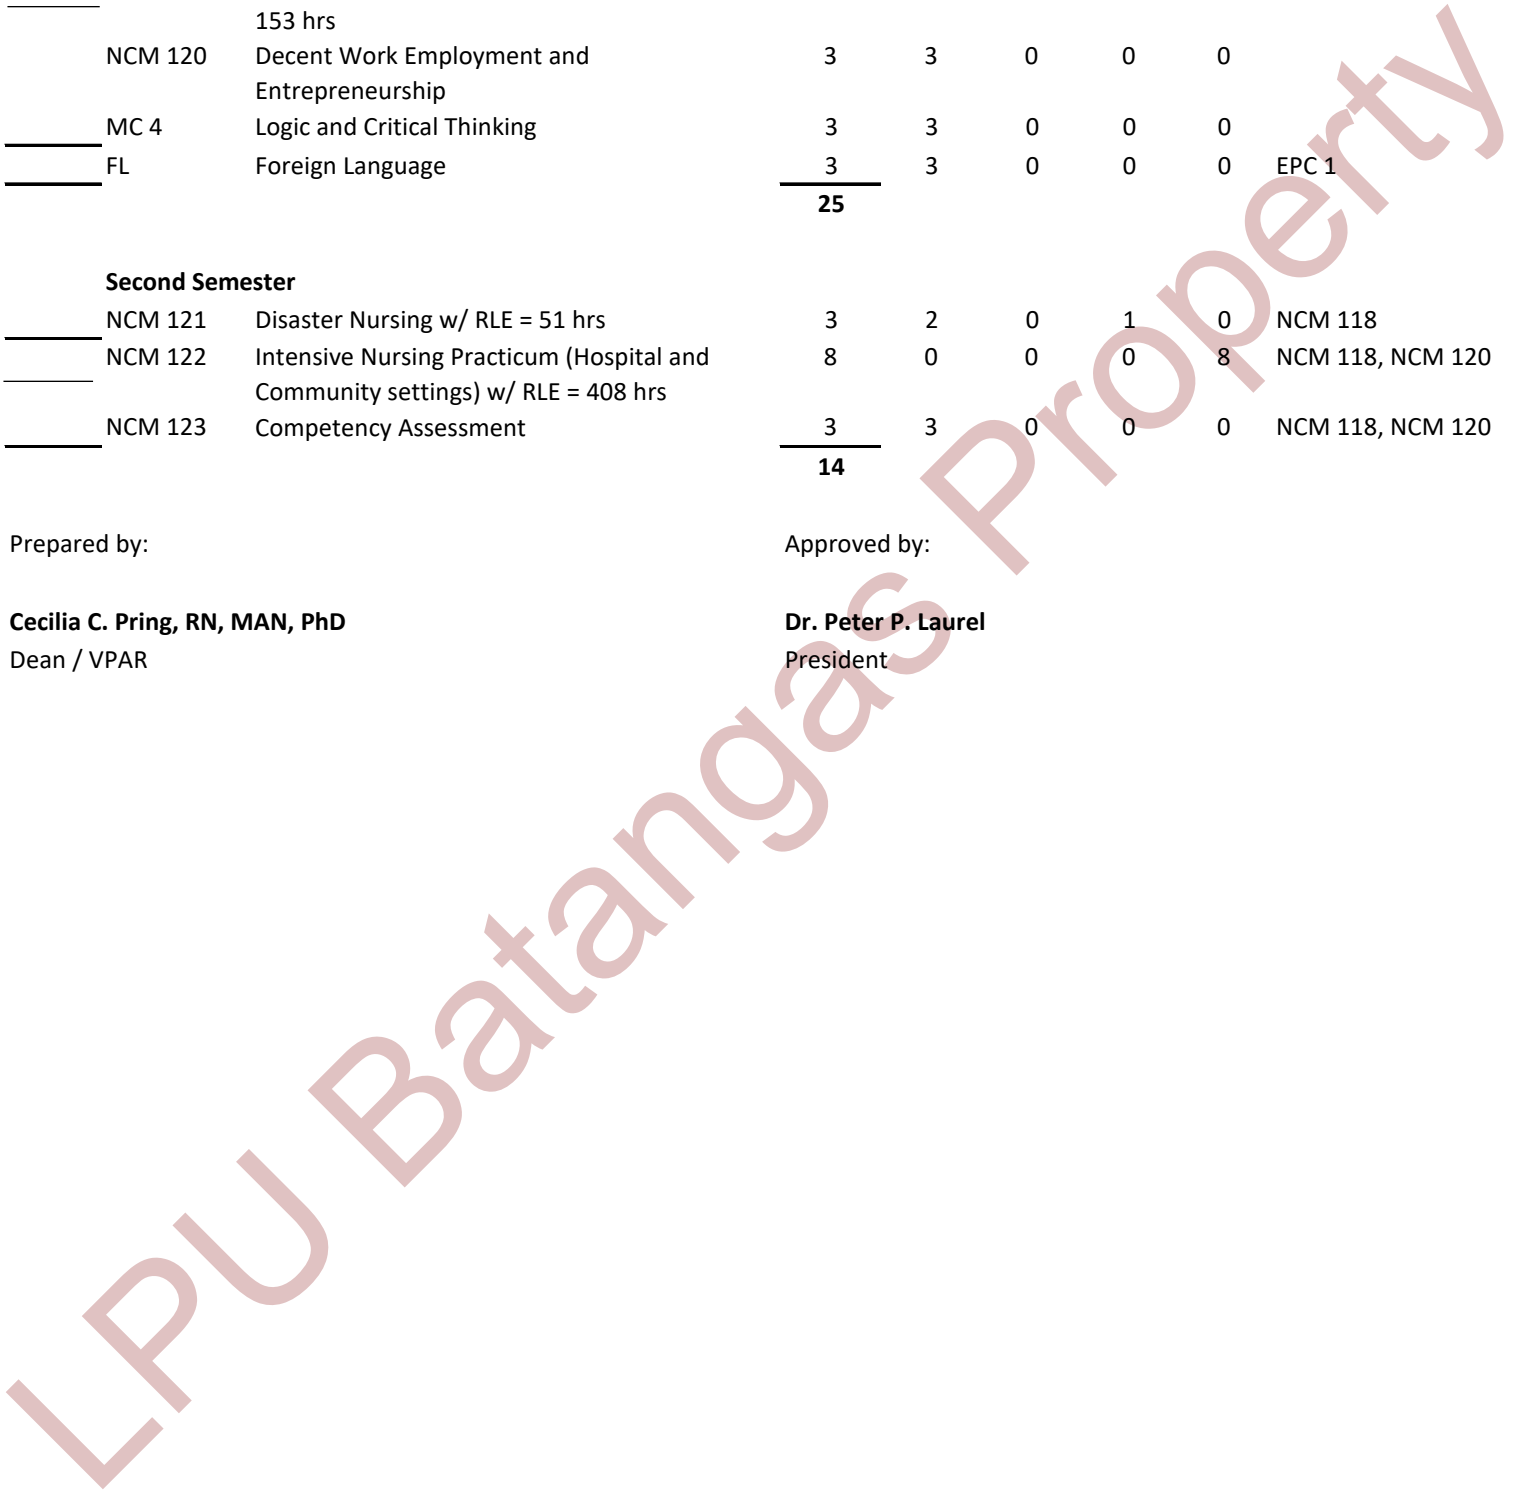 153 hrs
NCM 120 Decent Work Employment and 3 3 0 0 0
Entrepreneurship
MC 4 Logic and Critical Thinking 3 3 0 0 0
FL Foreign Language 3 3 0 0 0 EPC 1
25
Second Semester
NCM 121 Disaster Nursing w/ RLE = 51 hrs 3 2 0 1 0 NCM 118
NCM 122 Intensive Nursing Practicum (Hospital and 8 0 0 0 8 NCM 118, NCM 120
Community settings) w/ RLE = 408 hrs
NCM 123 Competency Assessment 3 3 0 0 0 NCM 118, NCM 120
14
Prepared by: Approved by:
Cecilia C. Pring, RN, MAN, PhD Dr. Peter P. Laurel
Dean / VPAR President
LPU Batangas Property